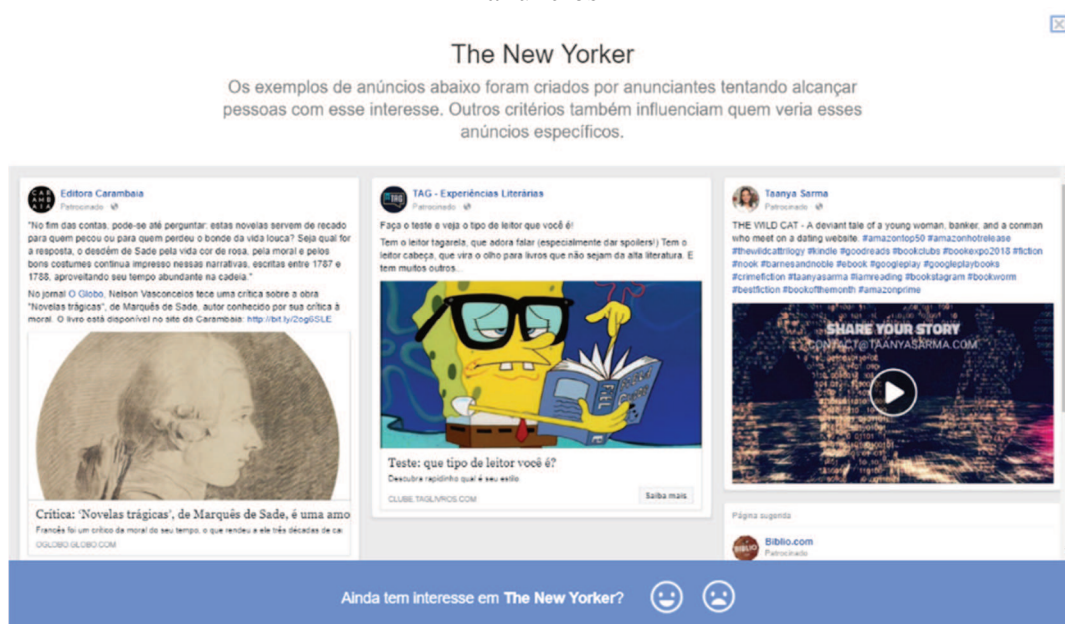 The New Yorker
Os exemplos de anúncios abaixo foram criados por anunciantes tentando alcançar
pessoas com esse interesse. Outros critérios também influenciam quem veria esses
anúncios específicos.
CARAMBAIA
Editora Carambaia
Patrocinado
"No fim das contas, pode-se até perguntar: estas novelas servem de recado
para quem pecou ou para quem perdeu o bonde da vida louca? Seja qual for
a resposta, o desdém de Sade pela vida cor de rosa, pela moral e pelos
bons costumes continua impresso nessas narrativas, escritas entre 1787 e
1788, aproveitando seu tempo abundante na cadeia."
No jornal O Globo, Nelson Vasconcelos tece uma crítica sobre a obra
"Novelas trágicas", de Marquês de Sade, autor conhecido por sua crítica à
moral. O livro está disponível no site da Carambaia: http://bit.ly/2og6SLE
Crítica: 'Novelas trágicas', de Marquês de Sade, é uma amo
Francês foi um crítico da moral do seu tempo, o que rendeu a ele três décadas de ca
OGLOBO.GLOBO.COM
TAG
TAG - Experiências Literárias
Patrocinado
Faça o teste e veja o tipo de leitor que você é!
Tem o leitor tagarela, que adora falar (especialmente dar spoilers!) Tem o
leitor cabeça, que vira o olho para livros que não sejam da alta literatura. E
tem muitos outros...
Teste: que tipo de leitor você é?
Descubra rapidinho qual é seu estilo.
CLUBE.TAGLIVROS.COM
Saiba mais
Taanya Sarma
Patrocinado
THE WILD CAT - A deviant tale of a young woman, banker, and a conman
who meet on a dating website. #amazontop50 #amazonhotrelease
#thewildcattrilogy #kindle #goodreads #bookclubs #bookexpo2018 #fiction
#nook #barnesandnoble #ebook #googleplay #googleplaybooks
#crimefiction #taanyasarma #iamreading #bookstagram #bookworm
#bestfiction #bookofthemonth #amazonprime
SHARE YOUR STORY
CONTACT@TAANYASARMA.COM
Página sugerida
BIBLIO
Biblio.com
Patrocinado
Ainda tem interesse em The New Yorker?